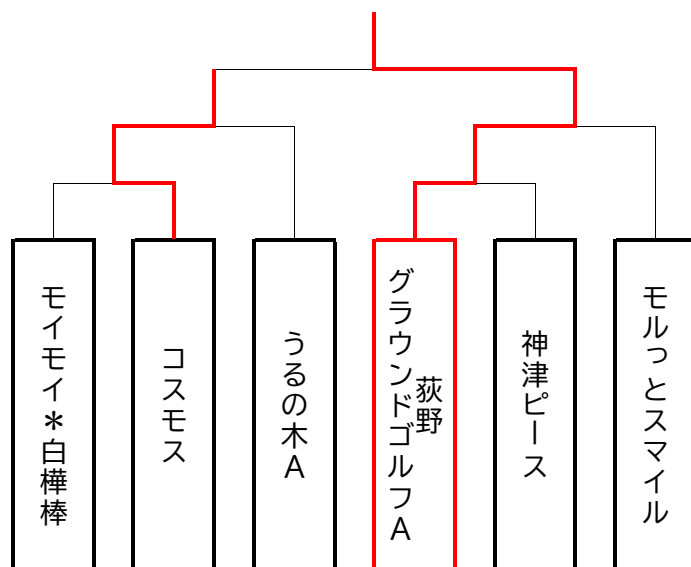 モイモイ＊白樺棒
コスモス
うるの木A
荻野
グラウンドゴルフA
神津ピース
モルっとスマイル